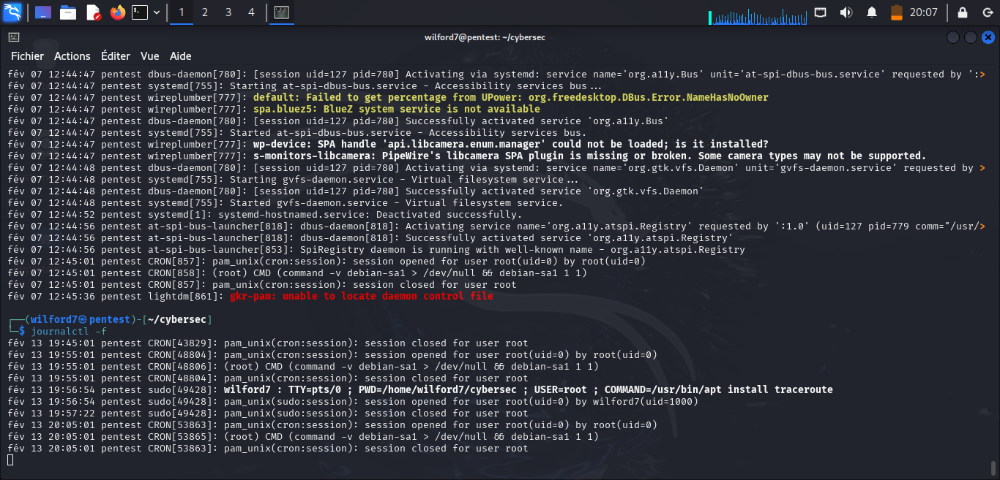 1 2 3 4 20:07
wilford7@pentest: ~/cybersec
Fichier Actions Éditer Vue Aide
fév 07 12:44:47 pentest dbus-daemon[780]: [session uid=127 pid=780] Activating via systemd: service name='org.a11y.Bus' unit='at-spi-dbus-bus.service' requested by ':>
fév 07 12:44:47 pentest systemd[755]: Starting at-spi-dbus-bus.service - Accessibility services bus...
fév 07 12:44:47 pentest wireplumber[777]: default: Failed to get percentage from UPower: org.freedesktop.DBus.Error.NameHasNoOwner
fév 07 12:44:47 pentest wireplumber[777]: spa.bluez5: BlueZ system service is not available
fév 07 12:44:47 pentest dbus-daemon[780]: [session uid=127 pid=780] Successfully activated service 'org.a11y.Bus'
fév 07 12:44:47 pentest systemd[755]: Started at-spi-dbus-bus.service - Accessibility services bus.
fév 07 12:44:47 pentest wireplumber[777]: wp-device: SPA handle 'api.libcamera.enum.manager' could not be loaded; is it installed?
fév 07 12:44:47 pentest wireplumber[777]: s-monitors-libcamera: PipeWire's libcamera SPA plugin is missing or broken. Some camera types may not be supported.
fév 07 12:44:48 pentest dbus-daemon[780]: [session uid=127 pid=780] Activating via systemd: service name='org.gtk.vfs.Daemon' unit='gvfs-daemon.service' requested by >
fév 07 12:44:48 pentest systemd[755]: Starting gvfs-daemon.service - Virtual filesystem service...
fév 07 12:44:48 pentest dbus-daemon[780]: [session uid=127 pid=780] Successfully activated service 'org.gtk.vfs.Daemon'
fév 07 12:44:48 pentest systemd[755]: Started gvfs-daemon.service - Virtual filesystem service.
fév 07 12:44:52 pentest systemd[1]: systemd-hostnamed.service: Deactivated successfully.
fév 07 12:44:56 pentest at-spi-bus-launcher[818]: dbus-daemon[818]: Activating service name='org.a11y.atspi.Registry' requested by ':1.0' (uid=127 pid=779 comm="/usr/>
fév 07 12:44:56 pentest at-spi-bus-launcher[818]: dbus-daemon[818]: Successfully activated service 'org.a11y.atspi.Registry'
fév 07 12:44:56 pentest at-spi-bus-launcher[853]: SpiRegistry daemon is running with well-known name - org.a11y.atspi.Registry
fév 07 12:45:01 pentest CRON[857]: pam_unix(cron:session): session opened for user root(uid=0) by root(uid=0)
fév 07 12:45:01 pentest CRON[858]: (root) CMD (command -v debian-sa1 > /dev/null && debian-sa1 1 1)
fév 07 12:45:01 pentest CRON[857]: pam_unix(cron:session): session closed for user root
fév 07 12:45:36 pentest lightdm[861]: gkr-pam: unable to locate daemon control file
┌──(wilford7㉿pentest)-[~/cybersec]
└─$ journalctl -f
fév 13 19:45:01 pentest CRON[43829]: pam_unix(cron:session): session closed for user root
fév 13 19:55:01 pentest CRON[48804]: pam_unix(cron:session): session opened for user root(uid=0) by root(uid=0)
fév 13 19:55:01 pentest CRON[48806]: (root) CMD (command -v debian-sa1 > /dev/null && debian-sa1 1 1)
fév 13 19:55:01 pentest CRON[48804]: pam_unix(cron:session): session closed for user root
fév 13 19:56:54 pentest sudo[49428]: wilford7 : TTY=pts/0 ; PWD=/home/wilford7/cybersec ; USER=root ; COMMAND=/usr/bin/apt install traceroute
fév 13 19:56:54 pentest sudo[49428]: pam_unix(sudo:session): session opened for user root(uid=0) by wilford7(uid=1000)
fév 13 19:57:22 pentest sudo[49428]: pam_unix(sudo:session): session closed for user root
fév 13 20:05:01 pentest CRON[53863]: pam_unix(cron:session): session opened for user root(uid=0) by root(uid=0)
fév 13 20:05:01 pentest CRON[53865]: (root) CMD (command -v debian-sa1 > /dev/null && debian-sa1 1 1)
fév 13 20:05:01 pentest CRON[53863]: pam_unix(cron:session): session closed for user root